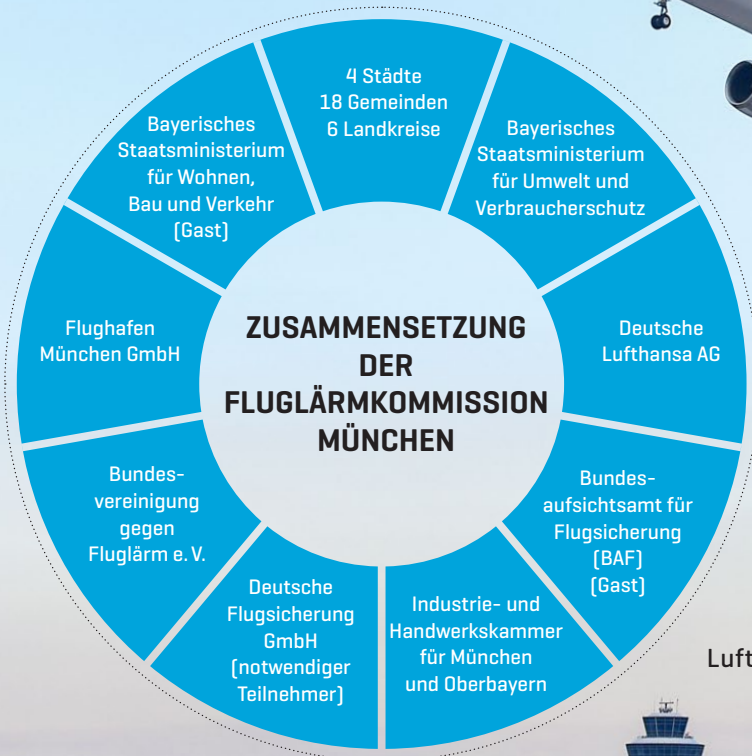 4 Städte
18 Gemeinden
6 Landkreise
Bayerisches
Staatsministerium
für Umwelt und
Verbraucherschutz
Deutsche
Lufthansa AG
Bundes-
aufsichtsamt für
Flugsicherung
(BAF)
(Gast)
Industrie- und
Handwerkskammer
für München
und Oberbayern
Deutsche
Flugsicherung
GmbH
(notwendiger
Teilnehmer)
Bundes-
vereinigung
gegen
Fluglärm e. V.
Flughafen
München GmbH
Bayerisches
Staatsministerium
für Wohnen,
Bau und Verkehr
(Gast)
ZUSAMMENSETZUNG
DER
FLUGLÄRMKOMMISSION
MÜNCHEN
Luft